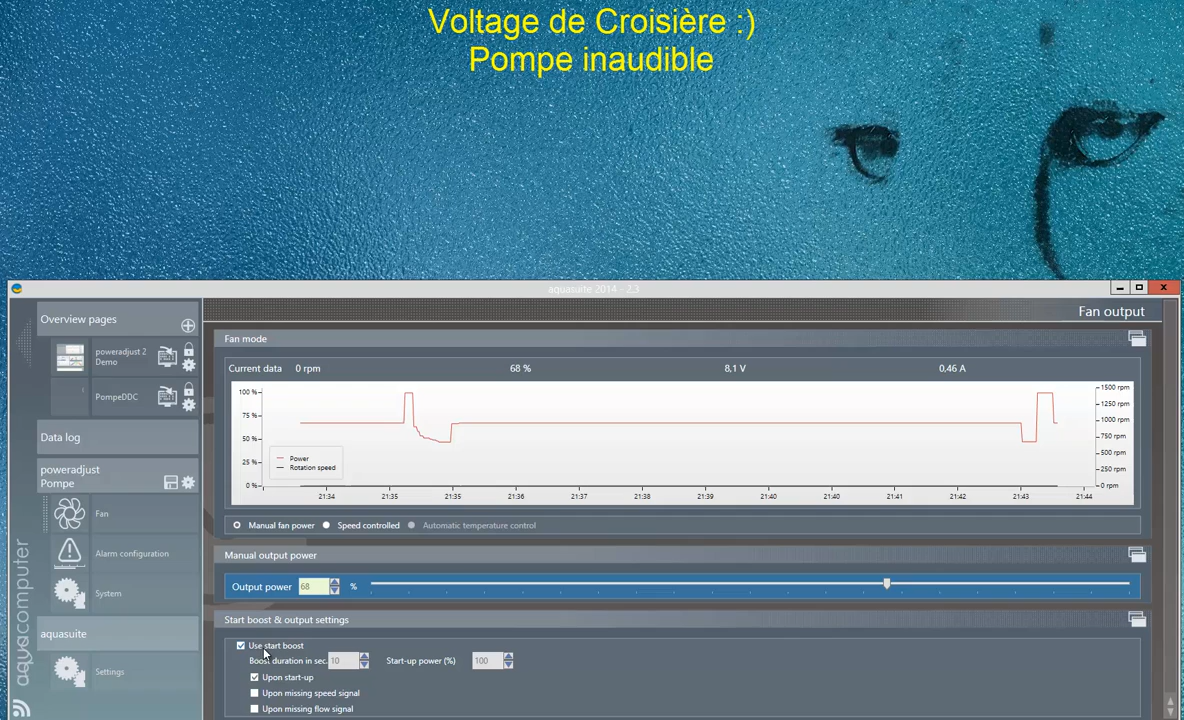 Voltage de Croisière :)
Pompe inaudible
aquasuite 2014 - 2,3
Overview pages
Fan output
poweradjust 2
Demo
PompeDDC
Data log
poweradjust
Pompe
Fan
Alarm configuration
System
aquasuite
Settings
aquacomputer
Fan mode
Current data 0 rpm 68 % 8,1 V 0,46 A
100 %
75 %
50 %
25 %
0 %
1500 rpm
1250 rpm
1000 rpm
750 rpm
500 rpm
250 rpm
0 rpm
Power
Rotation speed
21:34 21:35 21:35 21:36 21:37 21:38 21:39 21:40 21:40 21:41 21:42 21:43 21:44
Manual fan power Speed controlled Automatic temperature control
Manual output power
Output power 68 %
Start boost & output settings
Use start boost
Boost duration in sec. 10 Start-up power (%) 100
Upon start-up
Upon missing speed signal
Upon missing flow signal